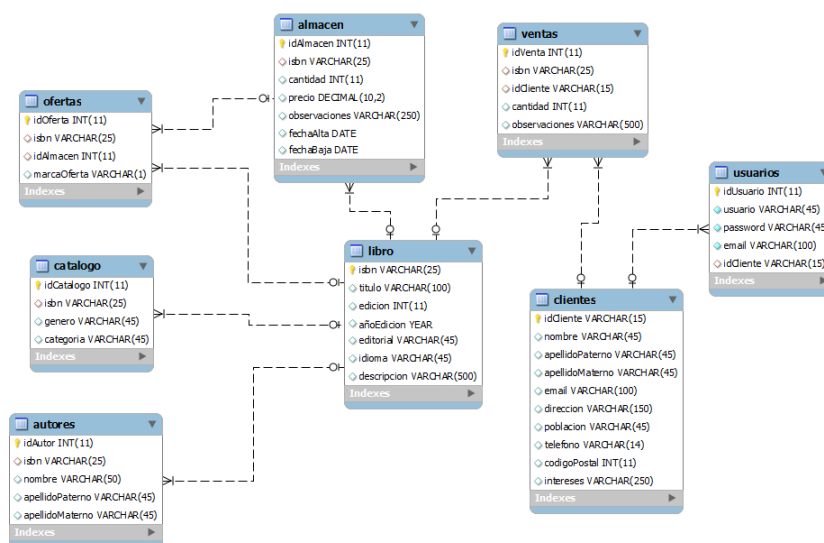 almacen
idAlmacen INT(11)
isbn VARCHAR(25)
cantidad INT(11)
precio DECIMAL(10,2)
observaciones VARCHAR(250)
fechaAlta DATE
fechaBaja DATE
Indexes
ventas
idVenta INT(11)
isbn VARCHAR(25)
idCliente VARCHAR(15)
cantidad INT(11)
observaciones VARCHAR(500)
Indexes
ofertas
idOferta INT(11)
isbn VARCHAR(25)
idAlmacen INT(11)
marcaOferta VARCHAR(1)
Indexes
usuarios
idUsuario INT(11)
usuario VARCHAR(45)
password VARCHAR(45
email VARCHAR(100)
idCliente VARCHAR(15)
Indexes
libro
isbn VARCHAR(25)
titulo VARCHAR(100)
edicion INT(11)
añoEdicion YEAR
editorial VARCHAR(45)
idioma VARCHAR(45)
descripcion VARCHAR(500)
Indexes
catalogo
idCatalogo INT(11)
isbn VARCHAR(25)
genero VARCHAR(45)
categoria VARCHAR(45)
Indexes
clientes
idCliente VARCHAR(15)
nombre VARCHAR(45)
apellidoPaterno VARCHAR(45)
apellidoMaterno VARCHAR(45)
email VARCHAR(100)
direccion VARCHAR(150)
poblacion VARCHAR(45)
telefono VARCHAR(14)
codigoPostal INT(11)
intereses VARCHAR(250)
Indexes
autores
idAutor INT(11)
isbn VARCHAR(25)
nombre VARCHAR(50)
apellidoPaterno VARCHAR(45)
apellidoMaterno VARCHAR(45)
Indexes